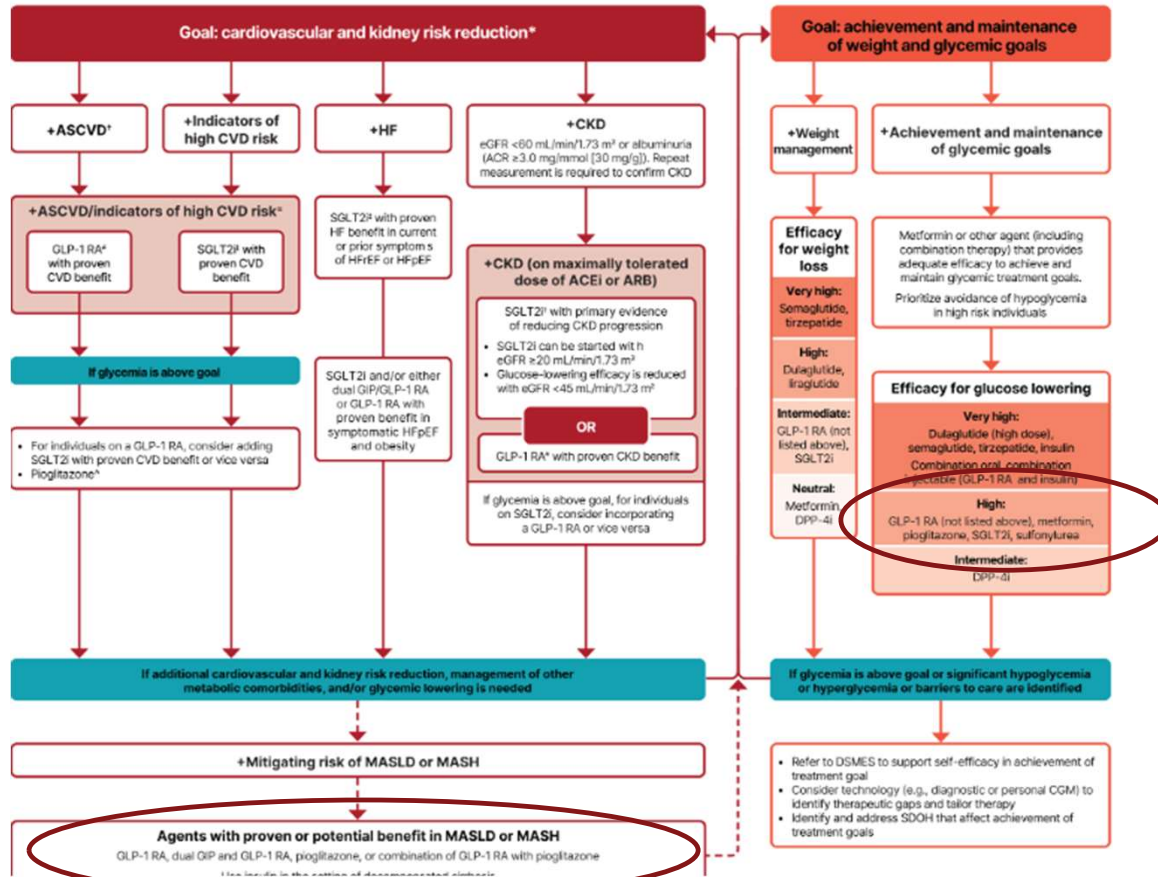 Goal: cardiovascular and kidney risk reduction*
+ASCVD†
+Indicators of
high CVD risk
+HF
+CKD
eGFR <60 mL/min/1.73 m² or albuminuria
(ACR ≥3.0 mg/mmol [30 mg/g]). Repeat
measurement is required to confirm CKD
+ASCVD/indicators of high CVD risk
GLP-1 RA
with proven
CVD benefit
SGLT2i with
proven CVD
benefit
If glycemia is above goal
• For individuals on a GLP-1 RA, consider adding
SGLT2i with proven CVD benefit or vice versa
• Pioglitazone^
SGLT2i with proven
HF benefit in current
or prior symptoms
of HFrEF or HFpEF
SGLT2i and/or either
dual GIP/GLP-1 RA
or GLP-1 RA with
proven benefit in
symptomatic HFpEF
and obesity
+CKD (on maximally tolerated
dose of ACEi or ARB)
SGLT2i with primary evidence
of reducing CKD progression
• SGLT2i can be started with
eGFR ≥20 mL/min/1.73 m²
• Glucose-lowering efficacy is reduced
with eGFR <45 mL/min/1.73 m²
OR
GLP-1 RA with proven CKD benefit
If glycemia is above goal, for individuals
on SGLT2i, consider incorporating
a GLP-1 RA or vice versa
If additional cardiovascular and kidney risk reduction, management of other
metabolic comorbidities, and/or glycemic lowering is needed
+Mitigating risk of MASLD or MASH
Agents with proven or potential benefit in MASLD or MASH
GLP-1 RA, dual GIP and GLP-1 RA, pioglitazone, or combination of GLP-1 RA with pioglitazone
Use insulin in the setting of decompensated cirrhosis
Goal: achievement and maintenance
of weight and glycemic goals
+Weight
management
Efficacy
for weight
loss
Very high:
Semaglutide,
tirzepatide
High:
Dulaglutide,
liraglutide
Intermediate:
GLP-1 RA (not
listed above),
SGLT2i
Neutral:
Metformin,
DPP-4i
+Achievement and maintenance
of glycemic goals
Metformin or other agent (including
combination therapy) that provides
adequate efficacy to achieve and
maintain glycemic treatment goals.
Prioritize avoidance of hypoglycemia
in high risk individuals
Efficacy for glucose lowering
Very high:
Dulaglutide (high dose),
semaglutide, tirzepatide, insulin
Combination oral, combination
injectable (GLP-1 RA and insulin)
High:
GLP-1 RA (not listed above), metformin,
pioglitazone, SGLT2i, sulfonylurea
Intermediate:
DPP-4i
If glycemia is above goal or significant hypoglycemia
or hyperglycemia or barriers to care are identified
• Refer to DSMES to support self-efficacy in achievement of
treatment goal
• Consider technology (e.g., diagnostic or personal CGM) to
identify therapeutic gaps and tailor therapy
• Identify and address SDOH that affect achievement of
treatment goals